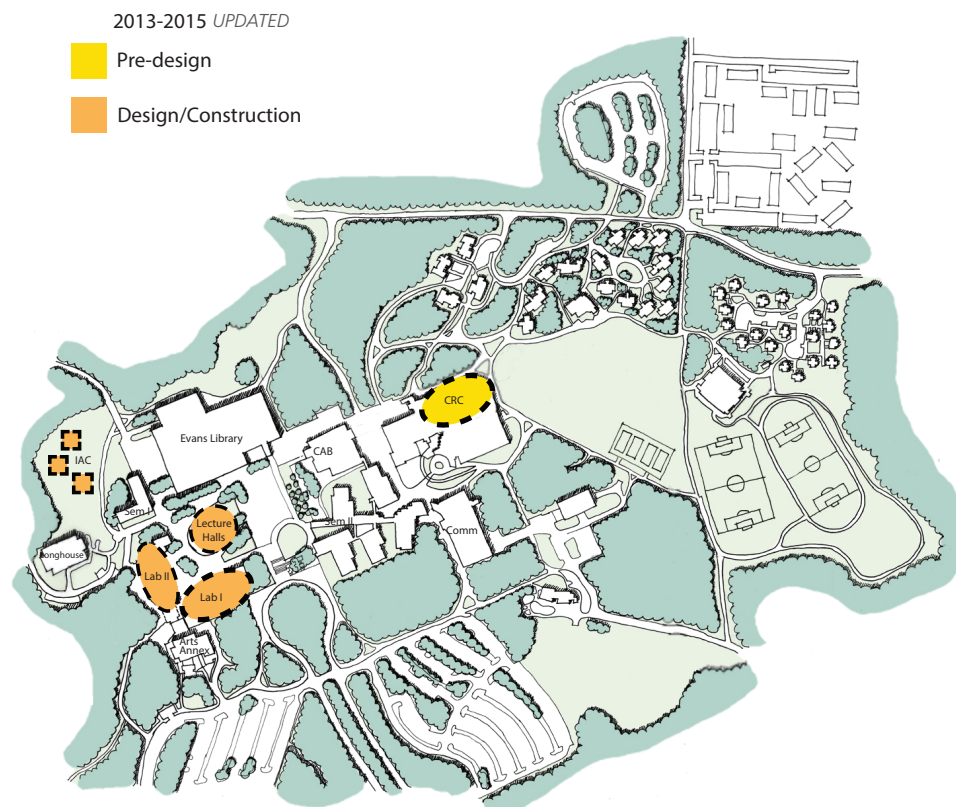 2013-2015 UPDATED
Pre-design
Design/Construction
CRC
Evans Library
CAB
IAC
Sem I
Lecture
Halls
Sem II
Comm
Longhouse
Lab II
Lab I
Arts
Annex